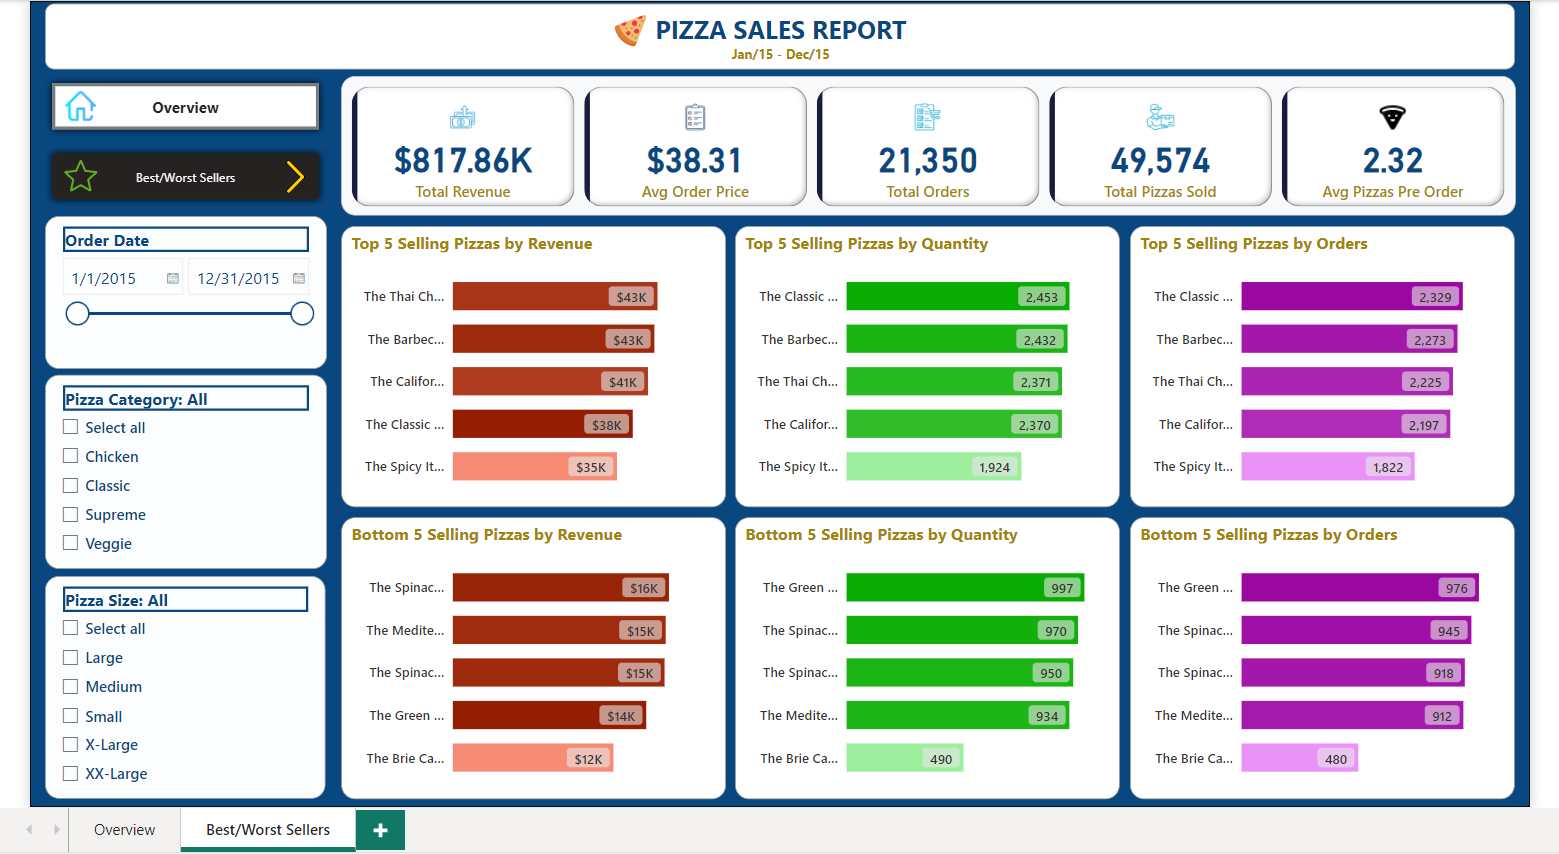 PIZZA SALES REPORT
Jan/15 - Dec/15
Overview
Best/Worst Sellers
$817.86K
Total Revenue
$38.31
Avg Order Price
21,350
Total Orders
49,574
Total Pizzas Sold
2.32
Avg Pizzas Pre Order
Order Date
1/1/2015 12/31/2015
Pizza Category: All
Select all
Chicken
Classic
Supreme
Veggie
Pizza Size: All
Select all
Large
Medium
Small
X-Large
XX-Large
Top 5 Selling Pizzas by Revenue
The Thai Ch... $43K
The Barbec... $43K
The Califor... $41K
The Classic ... $38K
The Spicy It... $35K
Top 5 Selling Pizzas by Quantity
The Classic ... 2,453
The Barbec... 2,432
The Thai Ch... 2,371
The Califor... 2,370
The Spicy It... 1,924
Top 5 Selling Pizzas by Orders
The Classic ... 2,329
The Barbec... 2,273
The Thai Ch... 2,225
The Califor... 2,197
The Spicy It... 1,822
Bottom 5 Selling Pizzas by Revenue
The Spinac... $16K
The Medite... $15K
The Spinac... $15K
The Green ... $14K
The Brie Ca... $12K
Bottom 5 Selling Pizzas by Quantity
The Green ... 997
The Spinac... 970
The Spinac... 950
The Medite... 934
The Brie Ca... 490
Bottom 5 Selling Pizzas by Orders
The Green ... 976
The Spinac... 945
The Spinac... 918
The Medite... 912
The Brie Ca... 480
Overview Best/Worst Sellers +